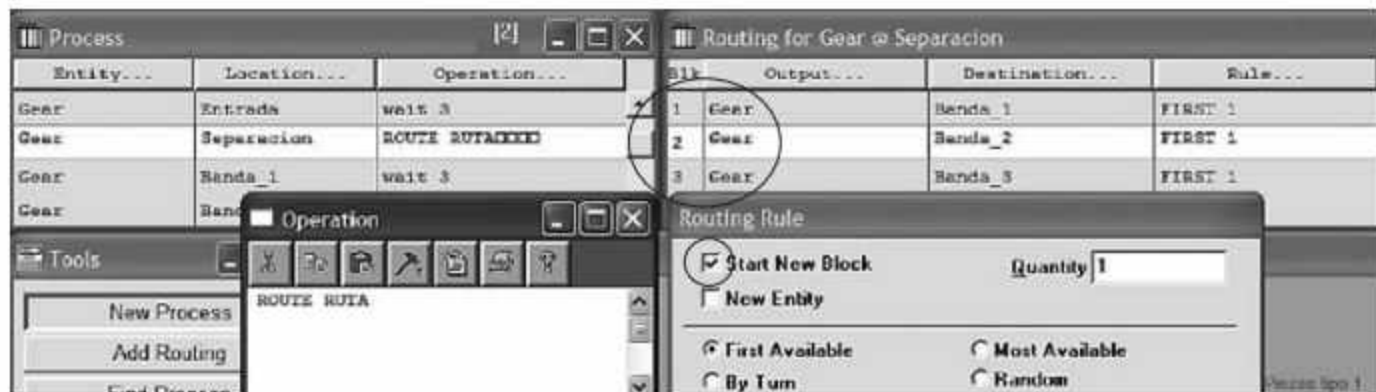 Process [2]
Entity... Location... Operation...
Gear Entrada wait 3
Gear Separacion ROUTE RUTA
Gear Banda_1 wait 3
Gear
Routing for Gear @ Separacion
Blk Output... Destination... Rule...
1 Gear Banda_1 FIRST 1
2 Gear Banda_2 FIRST 1
3 Gear Banda_3 FIRST 1
Tools
New Process
Add Routing
Find Process
Operation
ROUTE RUTA
Routing Rule
Start New Block Quantity 1
New Entity
First Available Most Available
By Turn Random